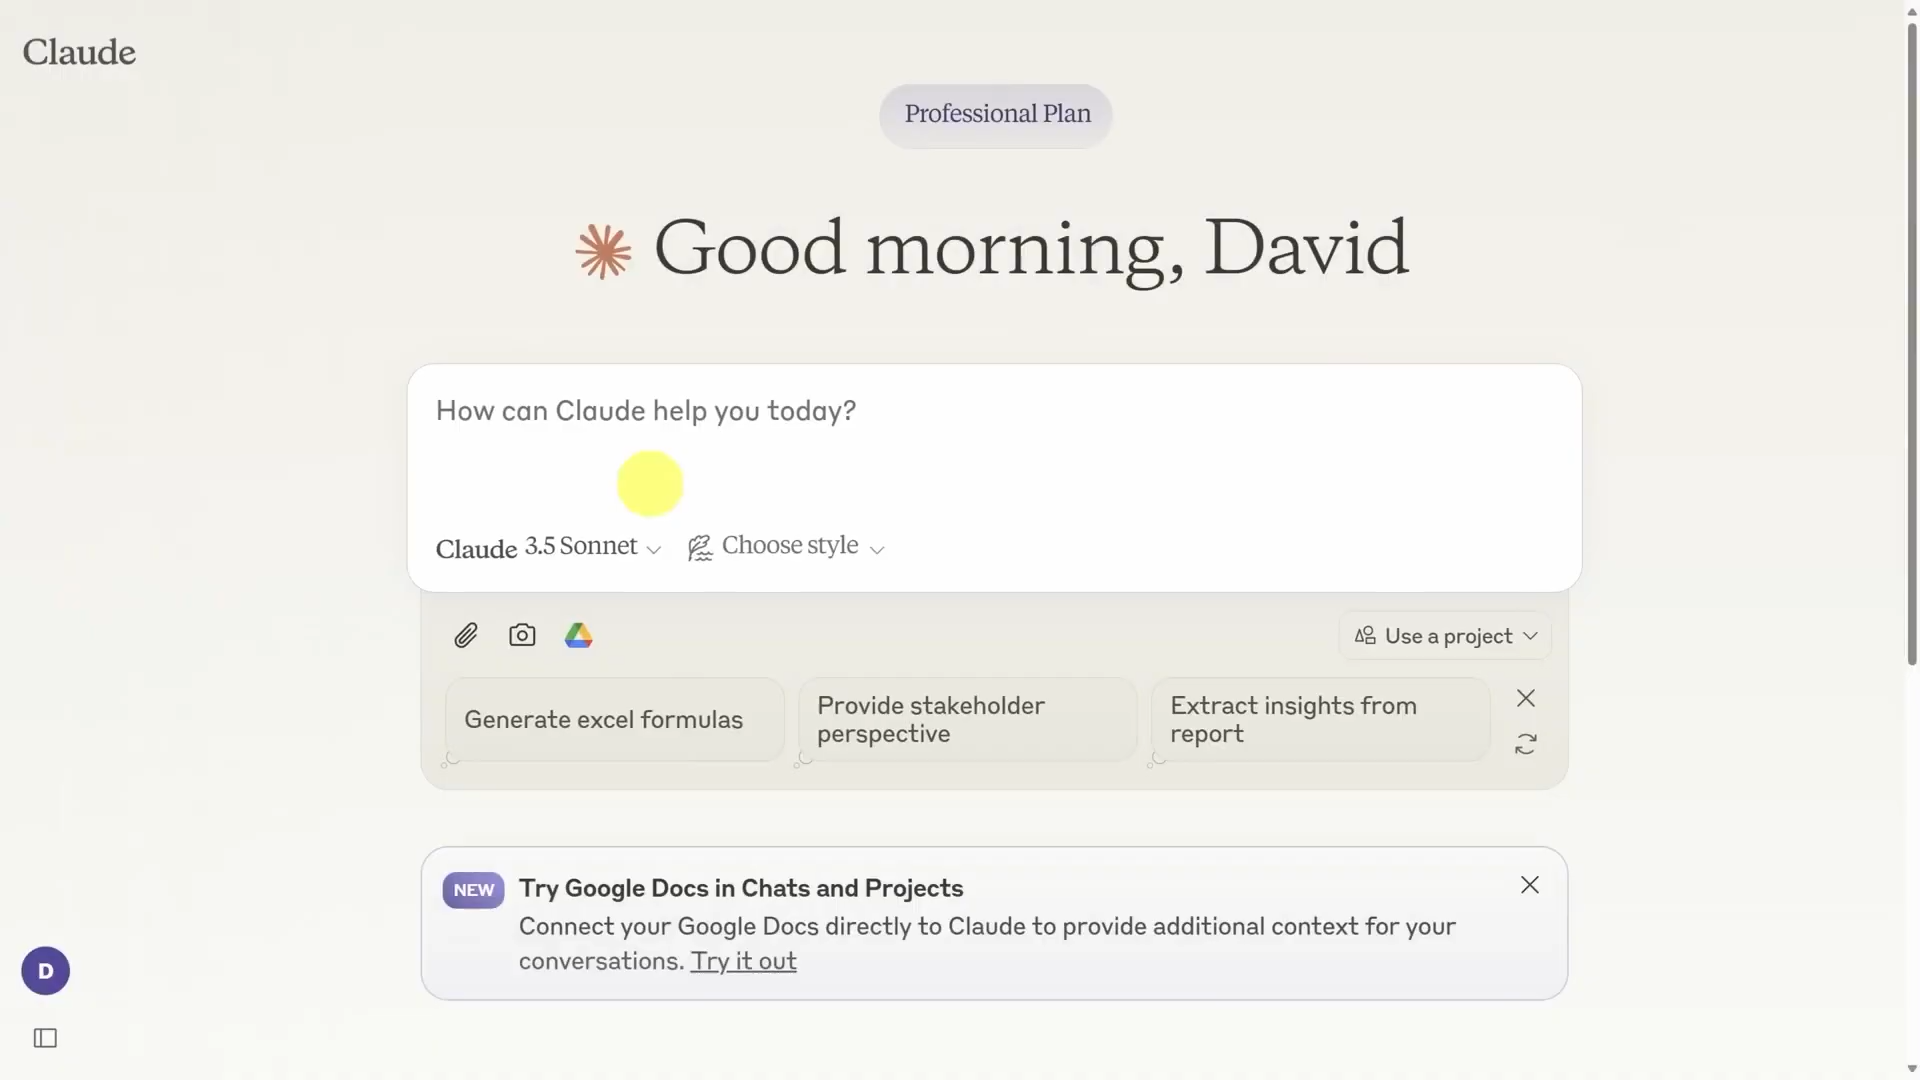 Claude
Professional Plan
Good morning, David
How can Claude help you today?
Claude 3.5 Sonnet
Choose style
Use a project
Generate excel formulas
Provide stakeholder
perspective
Extract insights from
report
NEW
Try Google Docs in Chats and Projects
Connect your Google Docs directly to Claude to provide additional context for your
conversations. Try it out
D